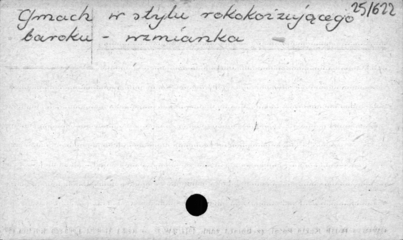 25/622
Gmach w stylu rokokoizującego
baroku - wzmianka -